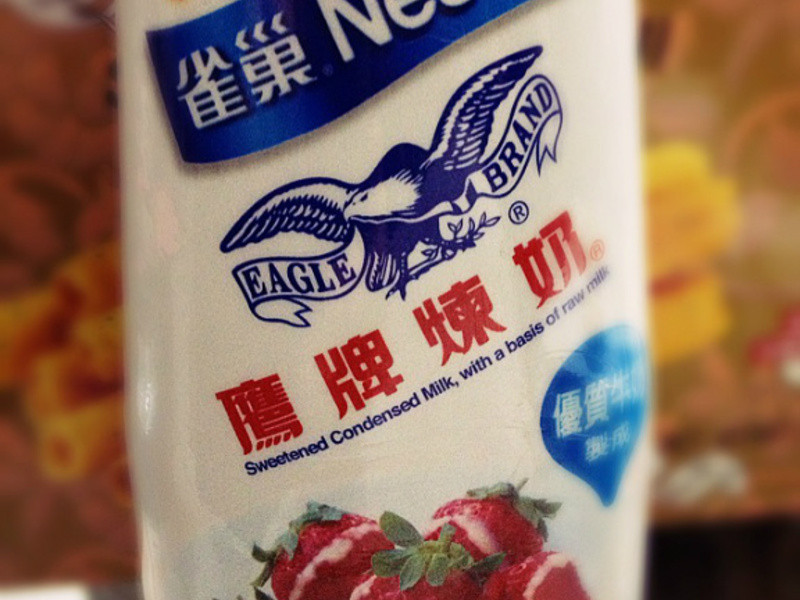 雀巢® Nes
EAGLE BRAND ®
鷹牌煉奶®
Sweetened Condensed Milk, with a basis of raw milk
優質牛
製成